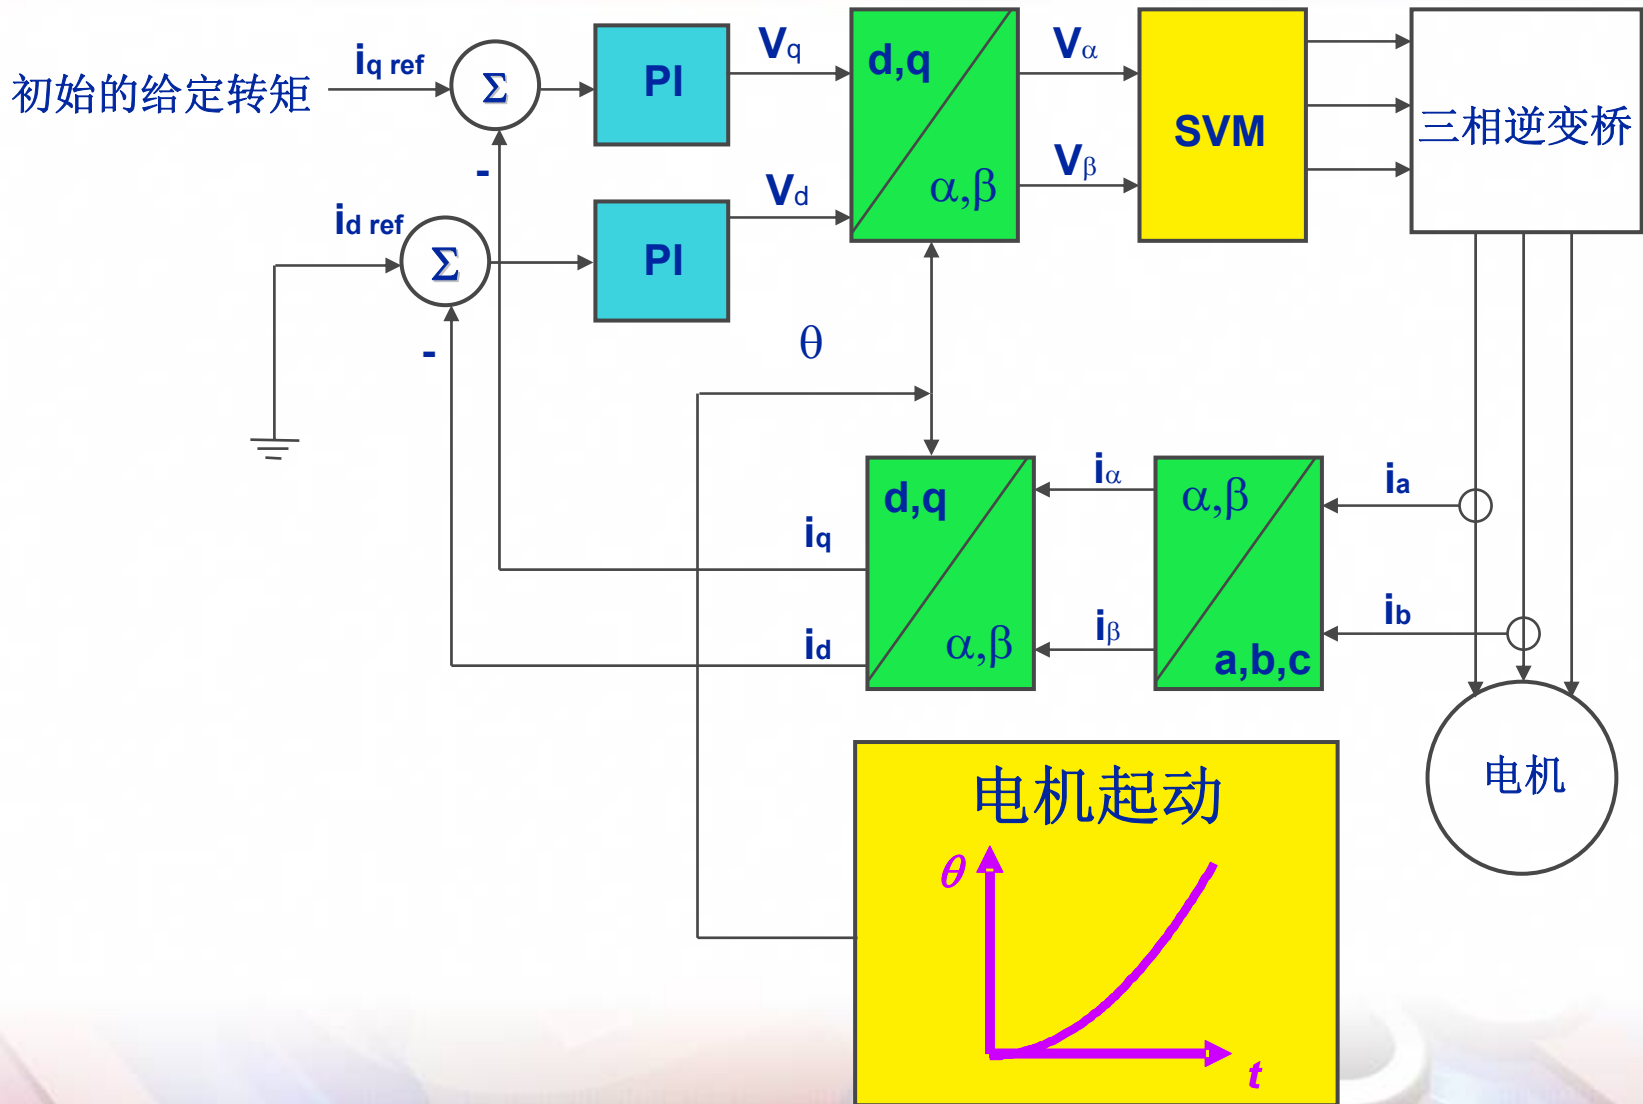 初始的给定转矩
iq ref
Σ
-
PI
Vq
d,q
α,β
Vα
Vβ
SVM
三相逆变桥
id ref
Σ
-
PI
Vd
θ
d,q
α,β
iα
iβ
α,β
a,b,c
ia
ib
iq
id
电机
电机起动
θ
t